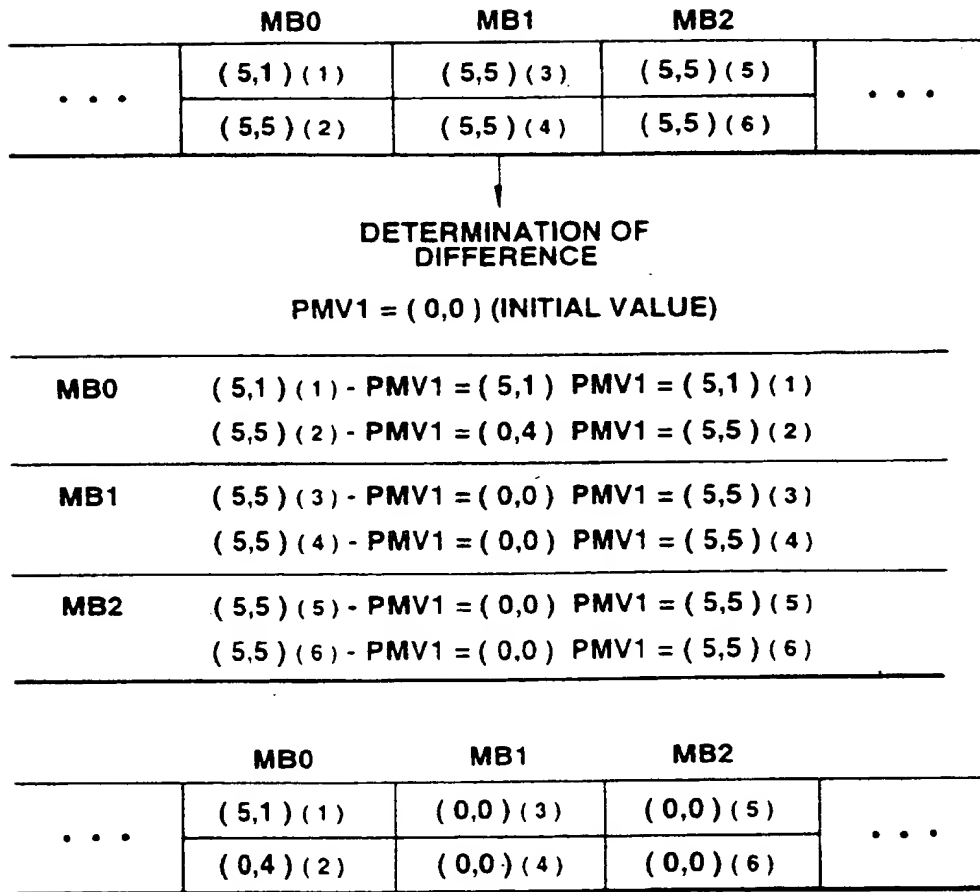 MB0 MB1 MB2
• • • (5,1)(1) (5,5)(3) (5,5)(5) • • •
(5,5)(2) (5,5)(4) (5,5)(6)
DETERMINATION OF
DIFFERENCE
PMV1 = (0,0) (INITIAL VALUE)
MB0 (5,1)(1) - PMV1 = (5,1) PMV1 = (5,1)(1)
(5,5)(2) - PMV1 = (0,4) PMV1 = (5,5)(2)
MB1 (5,5)(3) - PMV1 = (0,0) PMV1 = (5,5)(3)
(5,5)(4) - PMV1 = (0,0) PMV1 = (5,5)(4)
MB2 (5,5)(5) - PMV1 = (0,0) PMV1 = (5,5)(5)
(5,5)(6) - PMV1 = (0,0) PMV1 = (5,5)(6)
MB0 MB1 MB2
• • • (5,1)(1) (0,0)(3) (0,0)(5) • • •
(0,4)(2) (0,0)(4) (0,0)(6)